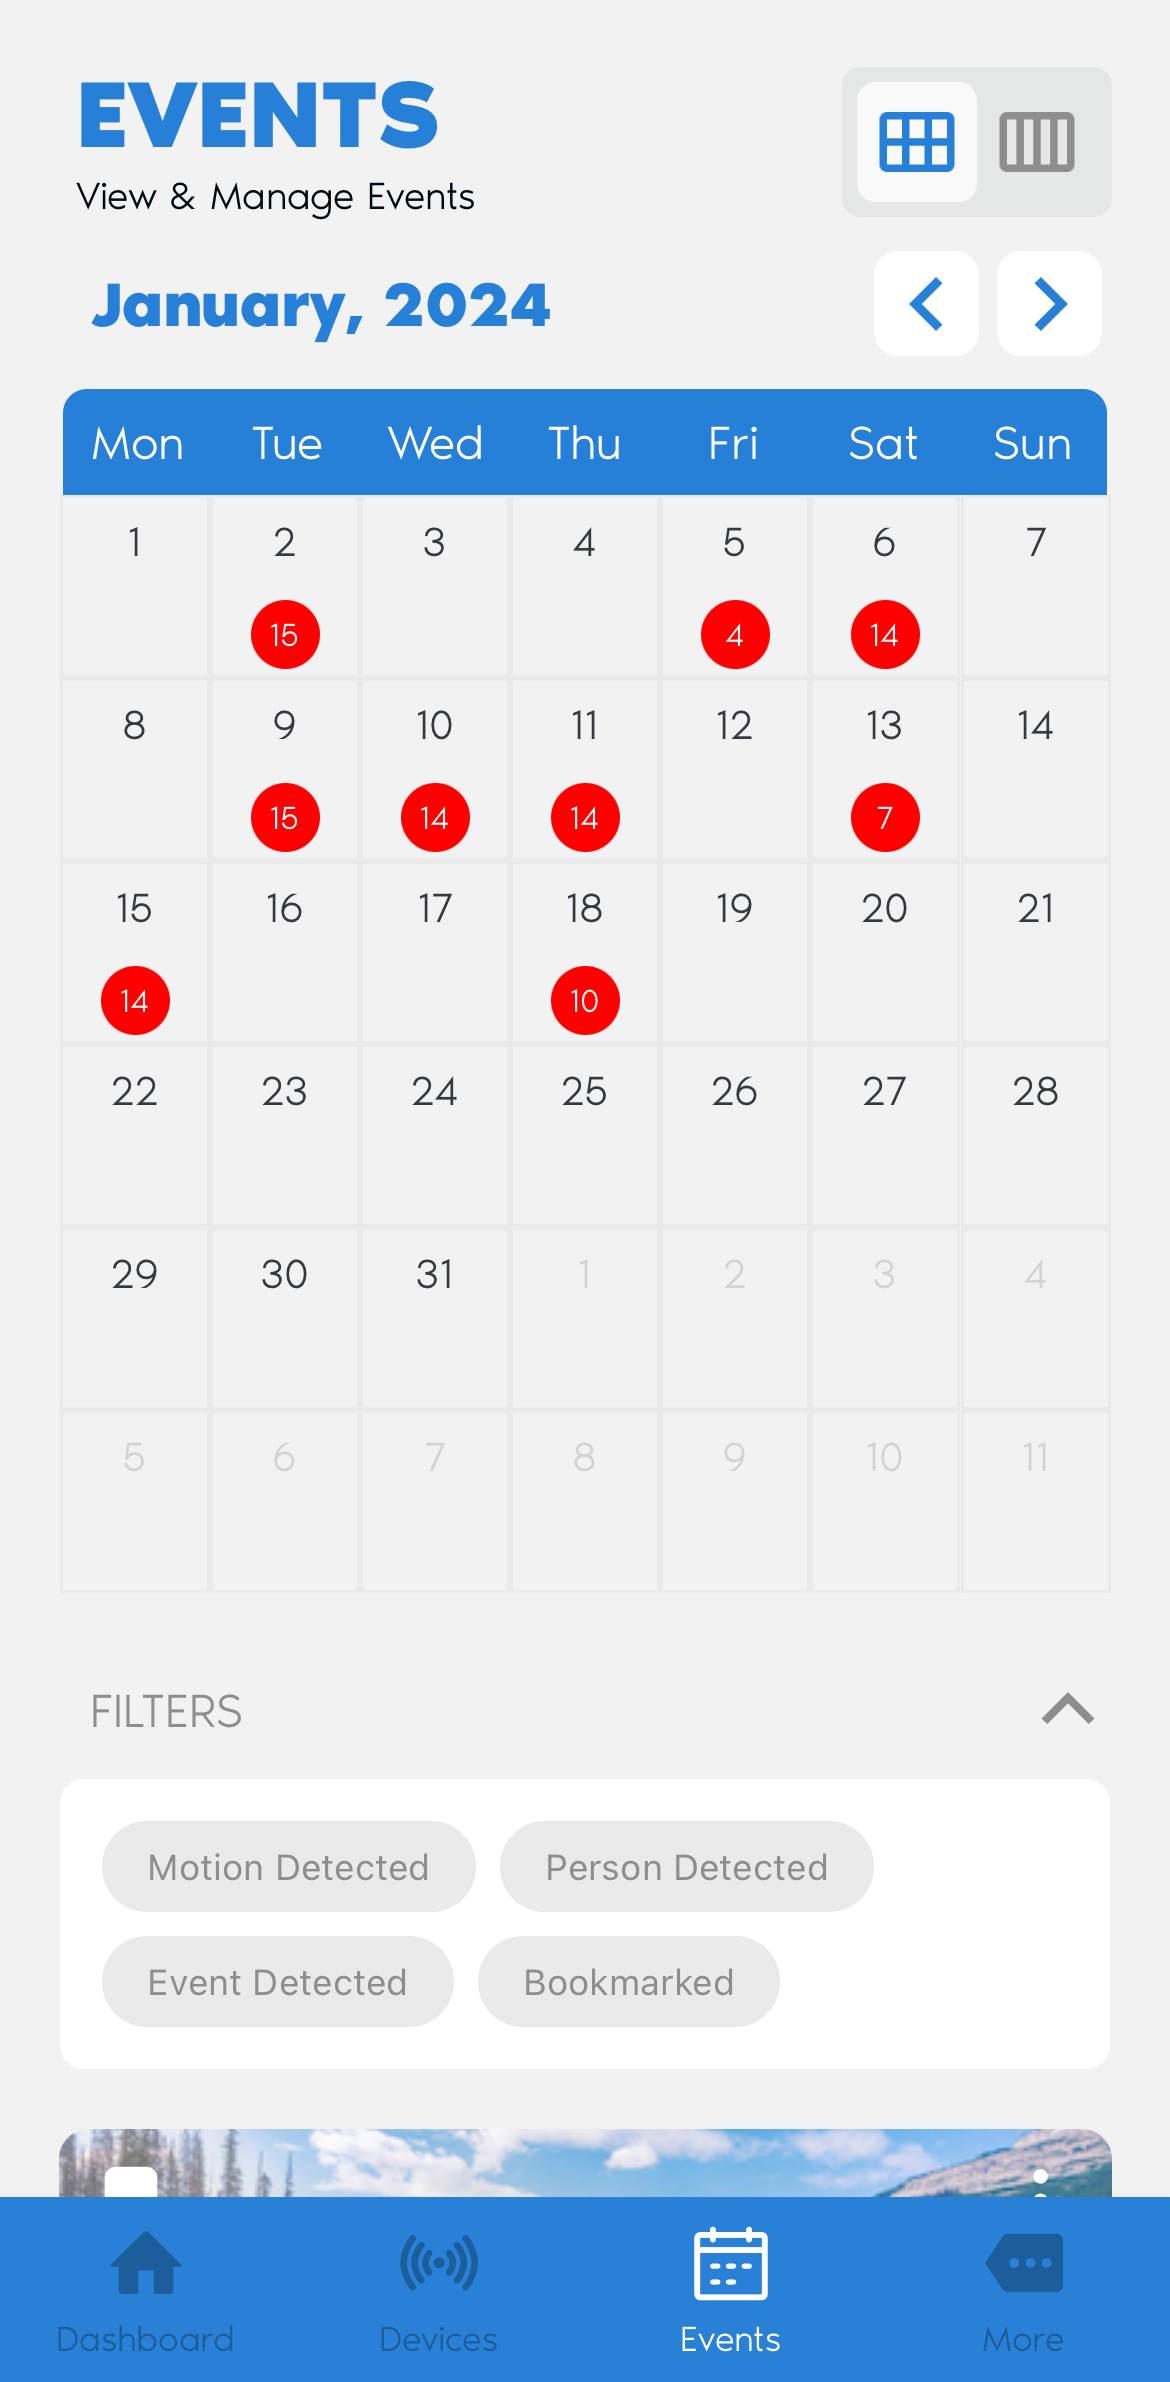 EVENTS
View & Manage Events
January, 2024
Mon Tue Wed Thu Fri Sat Sun
1 2 3 4 5 6 7
15 4 14
8 9 10 11 12 13 14
15 14 14 7
15 16 17 18 19 20 21
14 10
22 23 24 25 26 27 28
29 30 31 1 2 3 4
5 6 7 8 9 10 11
FILTERS
Motion Detected Person Detected
Event Detected Bookmarked
Dashboard Devices Events More